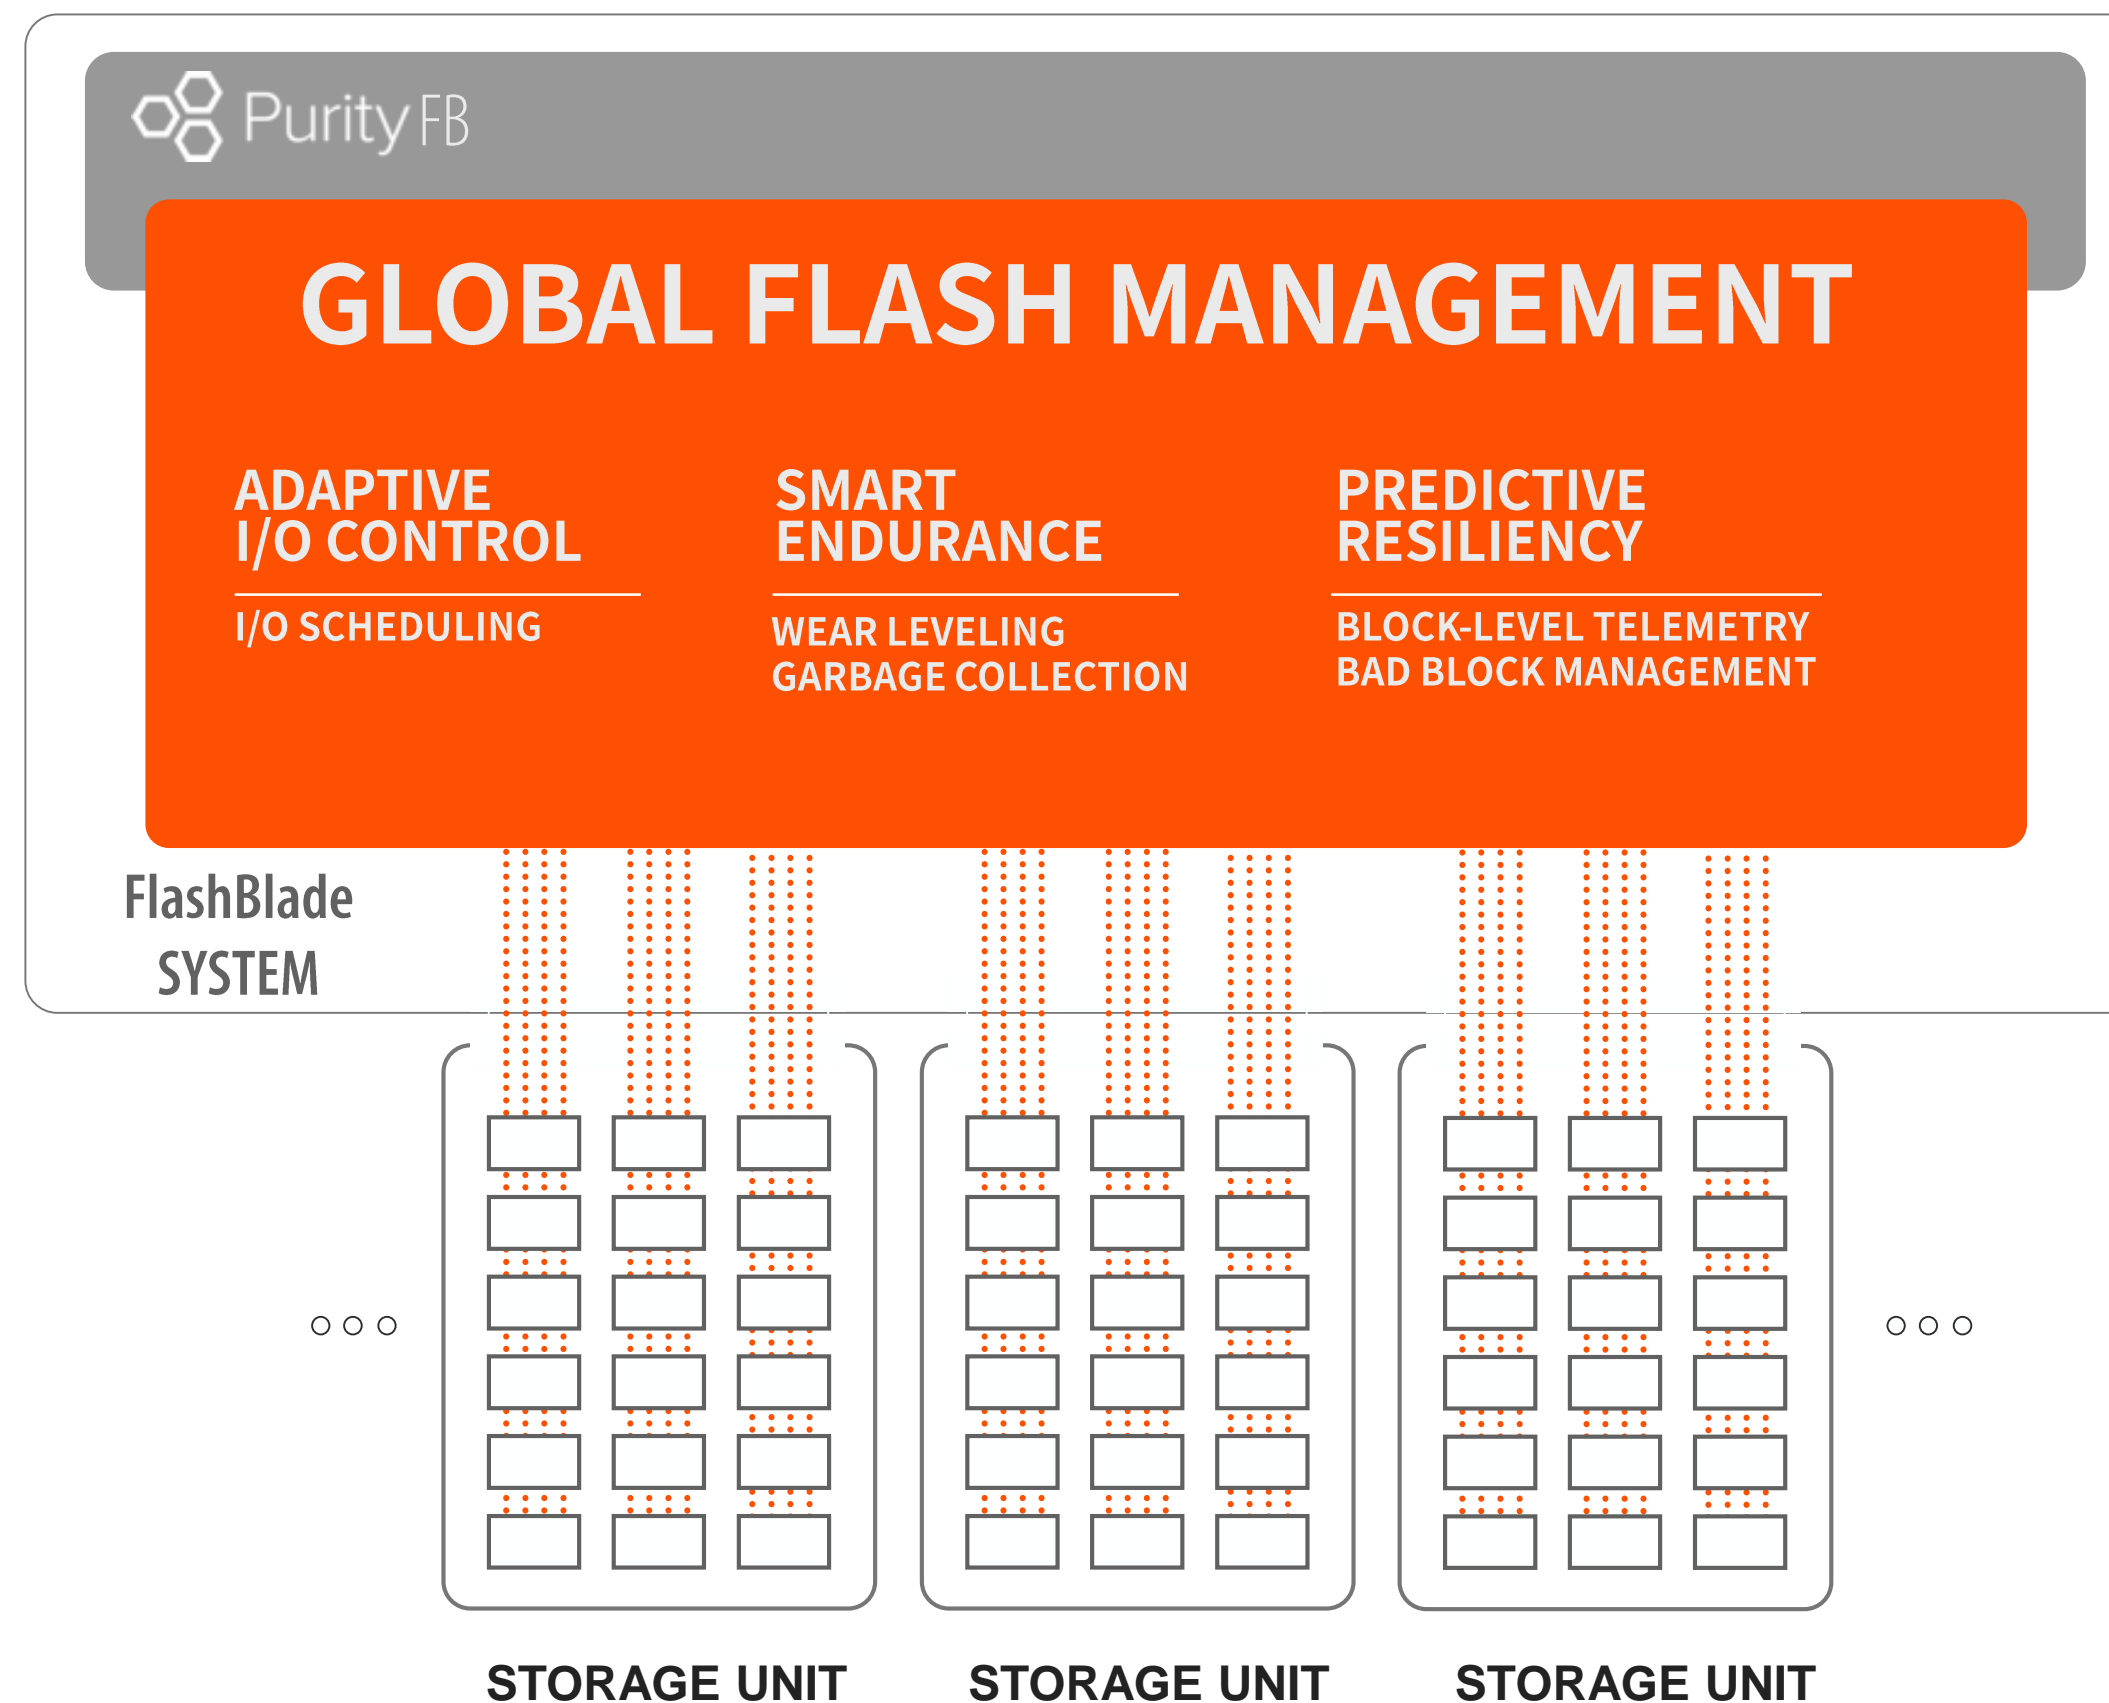 Purity FB
GLOBAL FLASH MANAGEMENT
ADAPTIVE
I/O CONTROL
I/O SCHEDULING
SMART
ENDURANCE
WEAR LEVELING
GARBAGE COLLECTION
PREDICTIVE
RESILIENCY
BLOCK-LEVEL TELEMETRY
BAD BLOCK MANAGEMENT
FlashBlade
SYSTEM
STORAGE UNIT
STORAGE UNIT
STORAGE UNIT